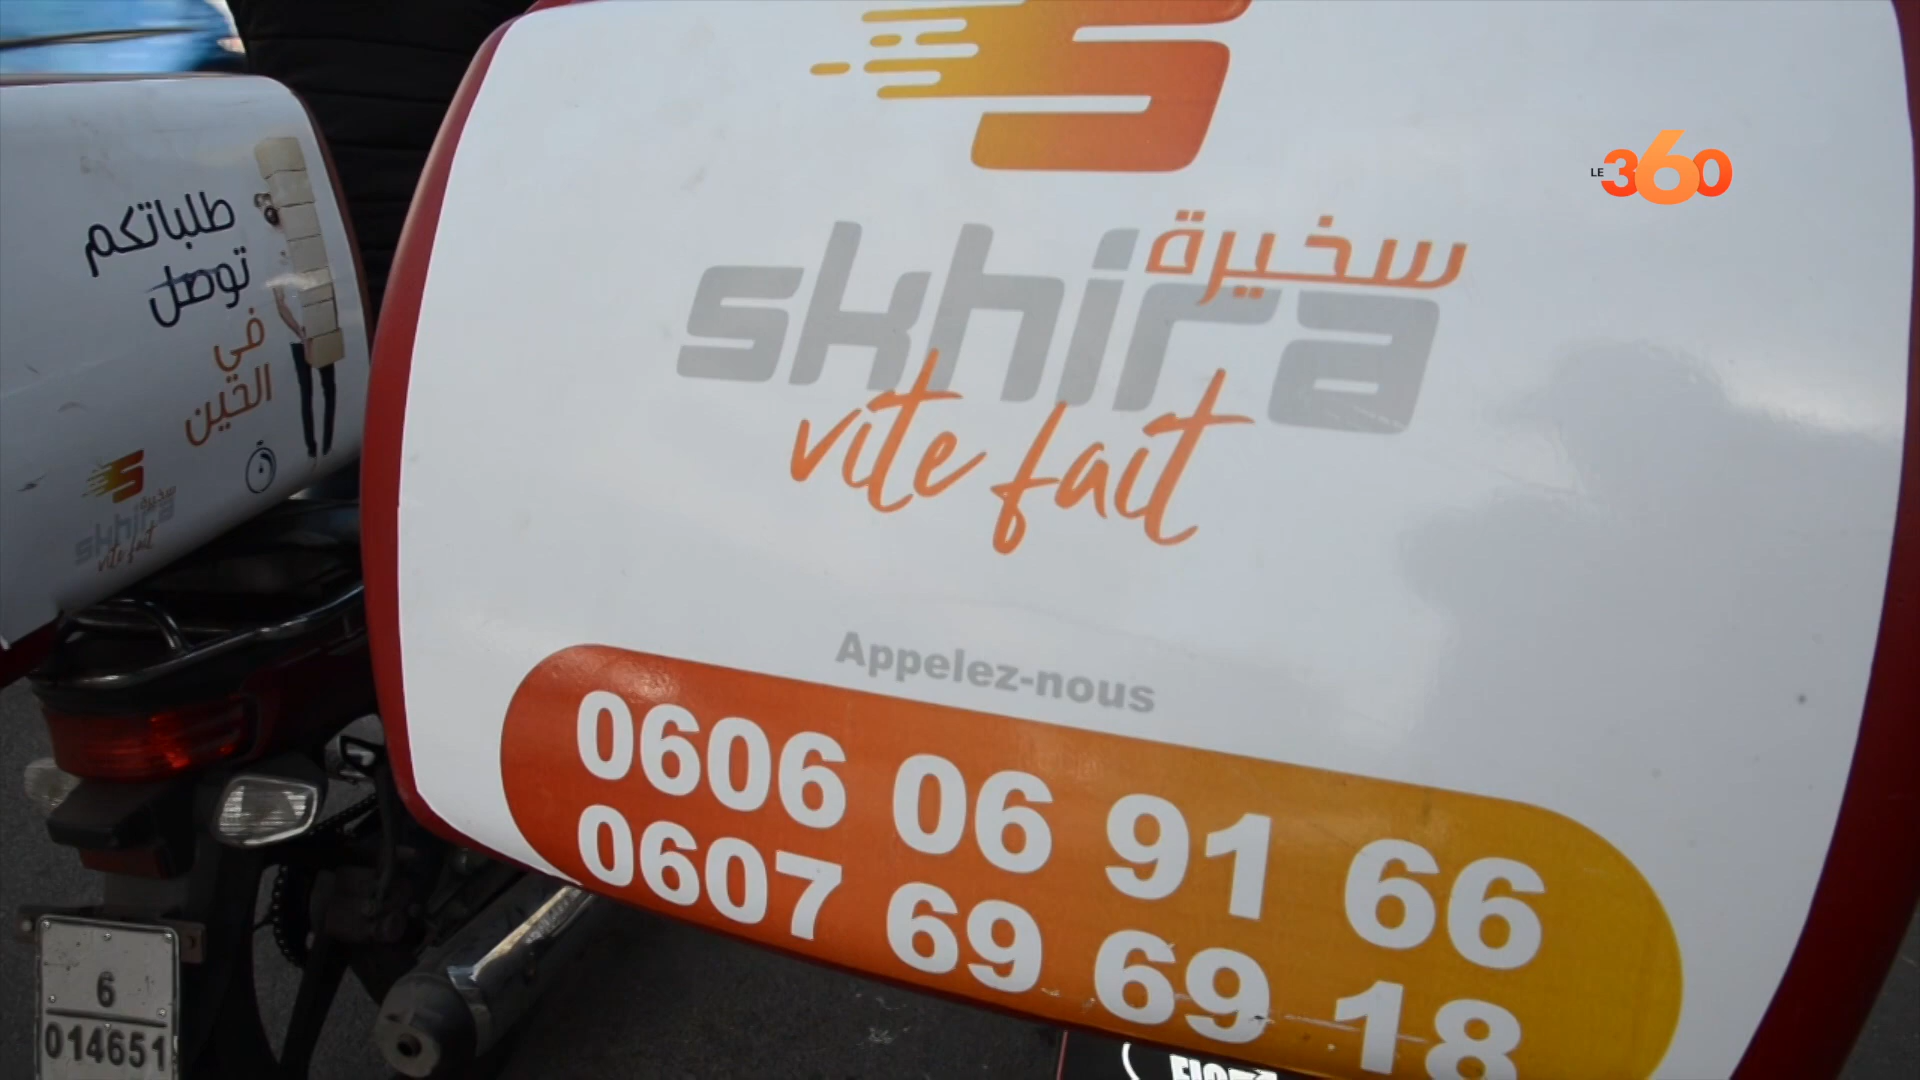 طلباتكم
توصل
في
الحين
سخيرة
skhira
vite fait
6
014651
LE 360
سخيرة
skhira
vite fait
Appelez-nous
0606 06 91 66
0607 69 69 18